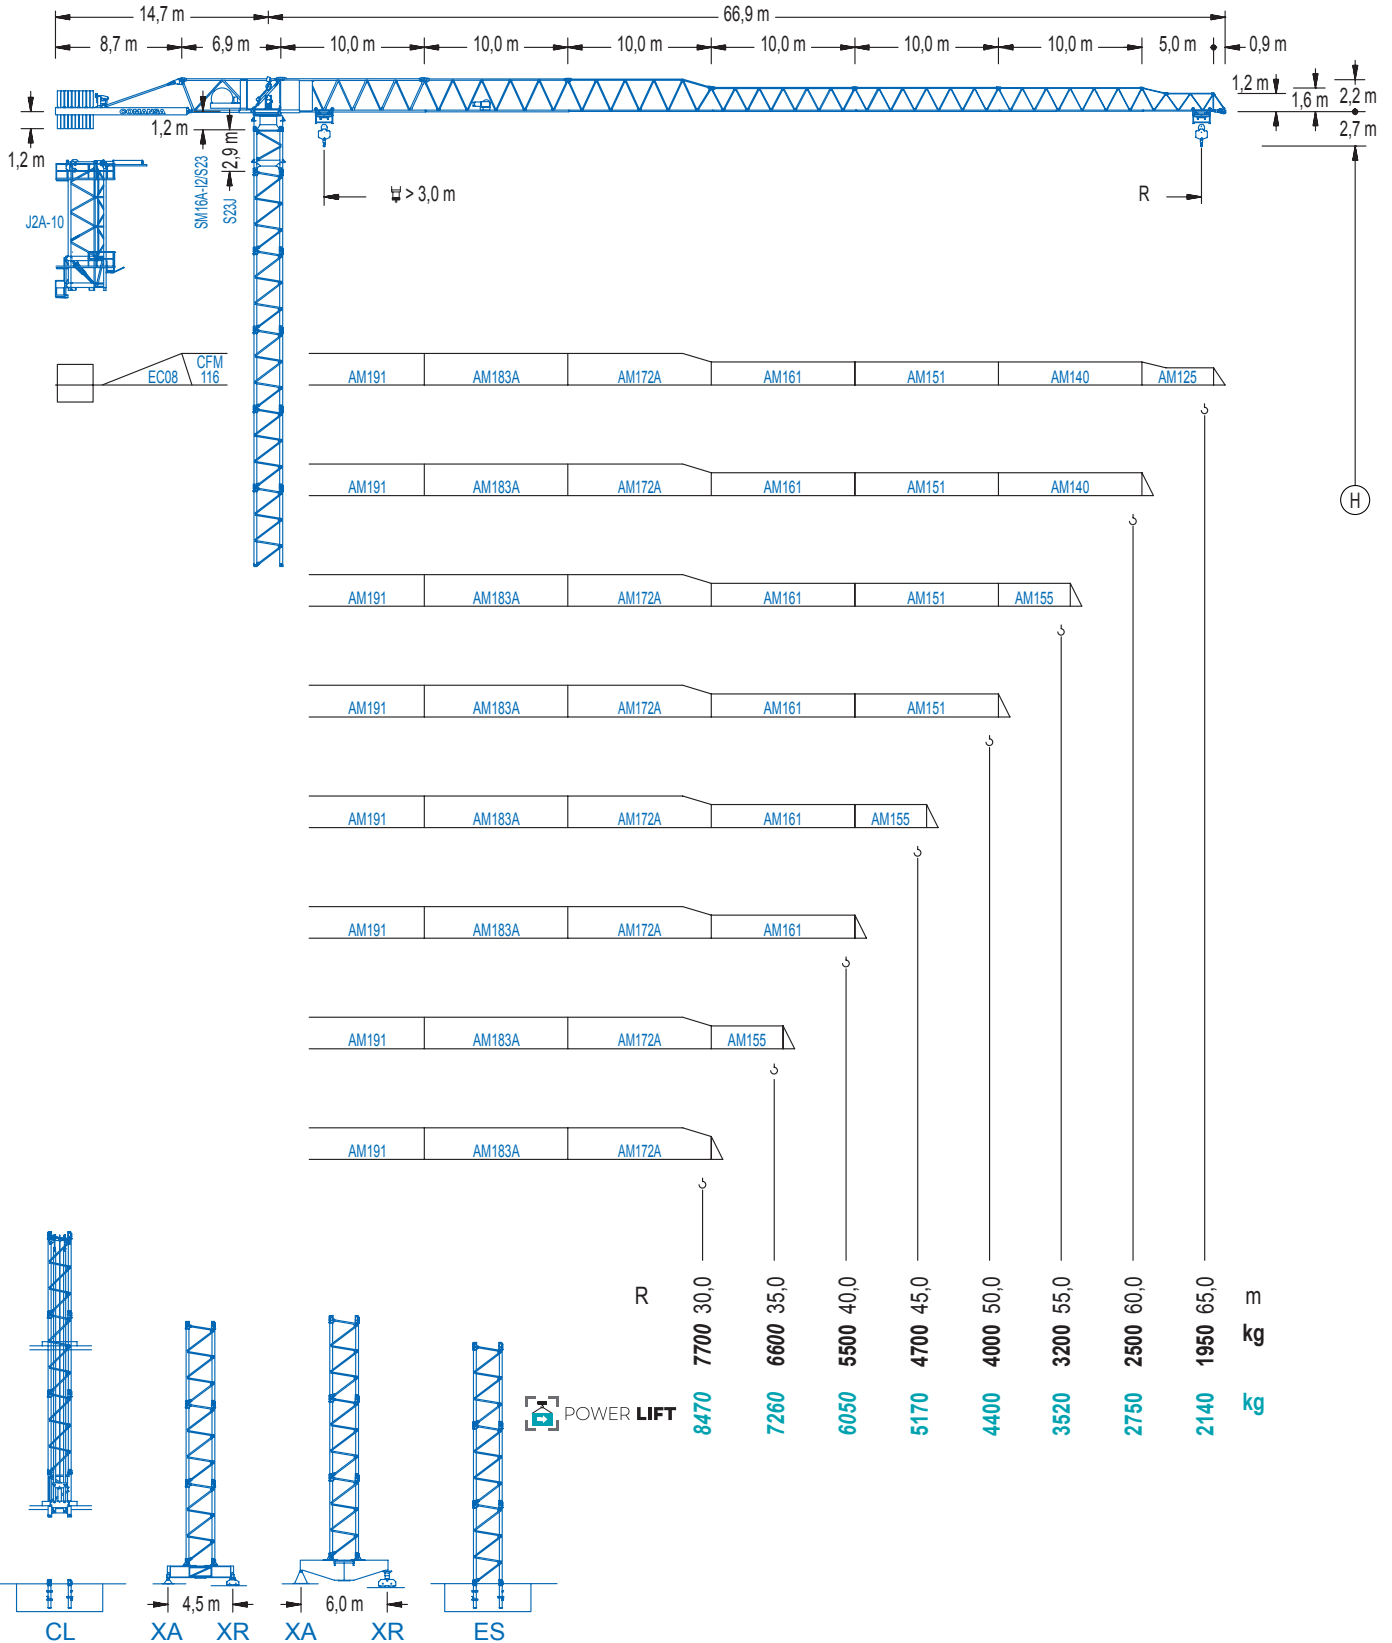 14,7 m 66,9 m
8,7 m 6,9 m 10,0 m 10,0 m 10,0 m 10,0 m 10,0 m 10,0 m 5,0 m 0,9 m
COMANSA
1,2 m 1,6 m 2,2 m
2,7 m
1,2 m 1,2 m 2,9 m
SM16A-I2/S23
S23J
J2A-10
> 3,0 m R
EC08 CFM 116
AM191 AM183A AM172A AM161 AM151 AM140 AM125
H
AM191 AM183A AM172A AM161 AM151 AM140
AM191 AM183A AM172A AM161 AM151 AM155
AM191 AM183A AM172A AM161 AM151
AM191 AM183A AM172A AM161 AM155
AM191 AM183A AM172A AM161
AM191 AM183A AM172A AM155
AM191 AM183A AM172A
R 30,0 35,0 40,0 45,0 50,0 55,0 60,0 65,0 m
7700 6600 5500 4700 4000 3200 2500 1950 kg
POWER LIFT 8470 7260 6050 5170 4400 3520 2750 2140 kg
4,5 m 6,0 m
CL XA XR XA XR ES